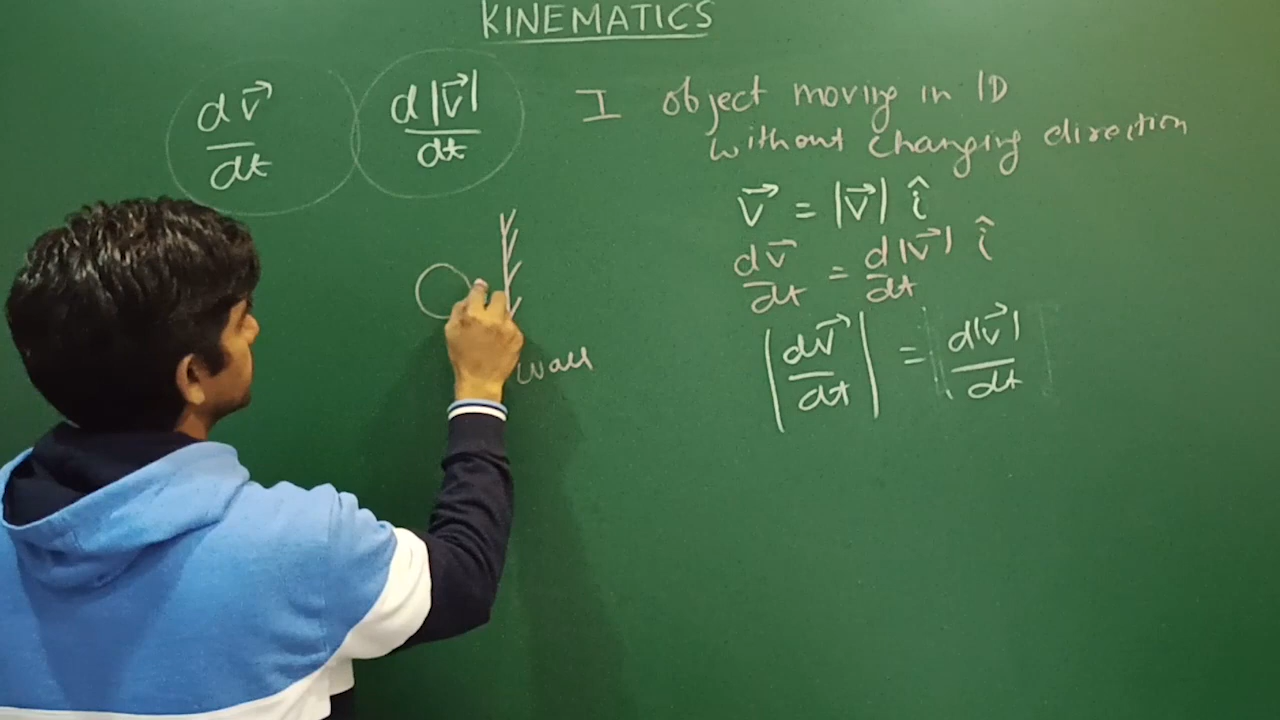 KINEMATICS
dv⃗/dt d|v⃗|/dt
I object moving in 1D
without changing direction
v⃗ = |v⃗| î
dv⃗/dt = d|v⃗|/dt î
|dv⃗/dt| = |d|v⃗|/dt
wall